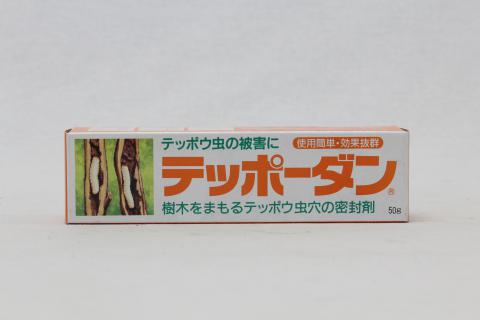 テッポウ虫の被害に
使用簡単・効果抜群
テッポーダン®
樹木をまもるテッポウ虫穴の密封剤
50g